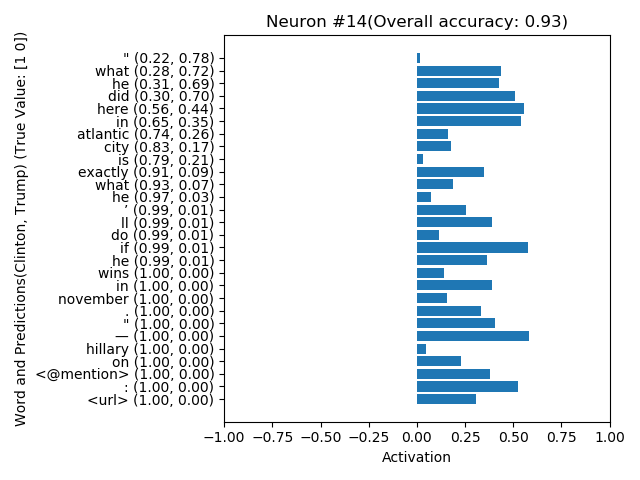 Neuron #14(Overall accuracy: 0.93)
Word and Predictions(Clinton, Trump) (True Value: [1 0])
" (0.22, 0.78)
what (0.28, 0.72)
he (0.31, 0.69)
did (0.30, 0.70)
here (0.56, 0.44)
in (0.65, 0.35)
atlantic (0.74, 0.26)
city (0.83, 0.17)
is (0.79, 0.21)
exactly (0.91, 0.09)
what (0.93, 0.07)
he (0.97, 0.03)
’ (0.99, 0.01)
ll (0.99, 0.01)
do (0.99, 0.01)
if (0.99, 0.01)
he (0.99, 0.01)
wins (1.00, 0.00)
in (1.00, 0.00)
november (1.00, 0.00)
. (1.00, 0.00)
" (1.00, 0.00)
— (1.00, 0.00)
hillary (1.00, 0.00)
on (1.00, 0.00)
<@mention> (1.00, 0.00)
: (1.00, 0.00)
<url> (1.00, 0.00)
−1.00 −0.75 −0.50 −0.25 0.00 0.25 0.50 0.75 1.00
Activation